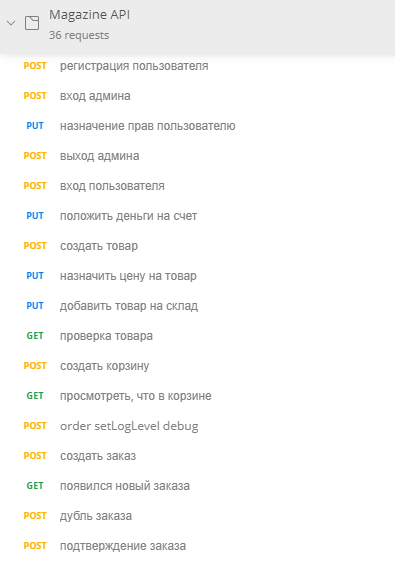 Magazine API
36 requests
POST регистрация пользователя
POST вход админа
PUT назначение прав пользователю
POST выход админа
POST вход пользователя
PUT положить деньги на счет
POST создать товар
PUT назначить цену на товар
PUT добавить товар на склад
GET проверка товара
POST создать корзину
GET просмотреть, что в корзине
POST order setLogLevel debug
POST создать заказ
GET появился новый заказа
POST дубль заказа
POST подтверждение заказа